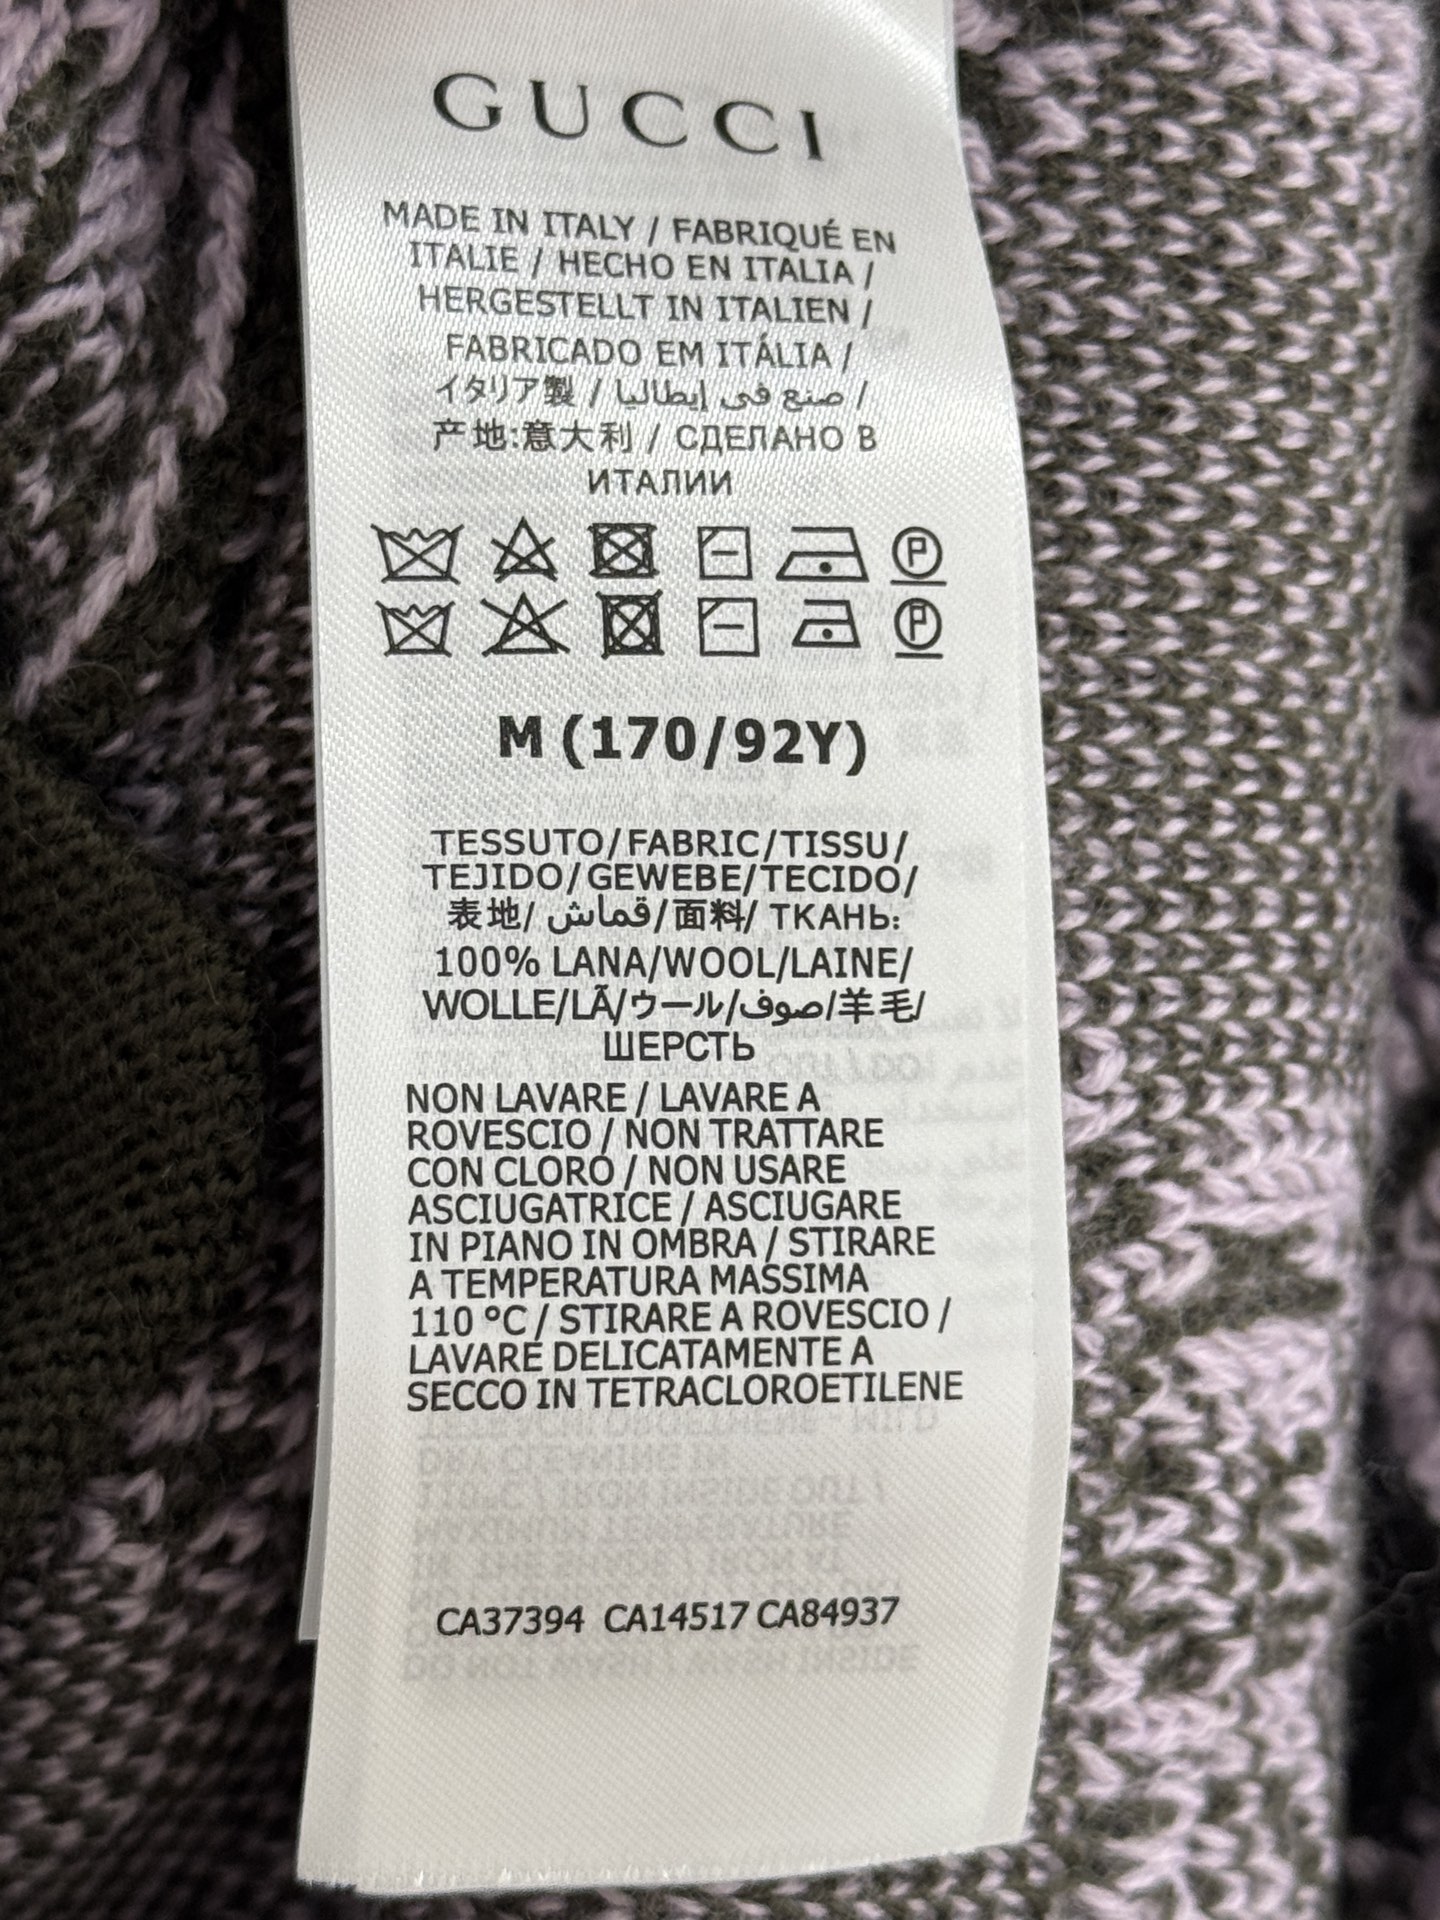 GUCCI
MADE IN ITALY / FABRIQUÉ EN
ITALIE / HECHO EN ITALIA /
HERGESTELLT IN ITALIEN /
FABRICADO EM ITÁLIA /
イタリア製 / صنع في إيطاليا /
产地:意大利 / СДЕЛАНО В
ИТАЛИИ
P
P
M (170/92Y)
TESSUTO/FABRIC/TISSU/
TEJIDO/GEWEBE/TECIDO/
表地/ قماش/面料/ ТКАНЬ:
100% LANA/WOOL/LAINE/
WOLLE/LÃ/ウール/صوف/羊毛/
ШЕРСТЬ
NON LAVARE / LAVARE A
ROVESCIO / NON TRATTARE
CON CLORO / NON USARE
ASCIUGATRICE / ASCIUGARE
IN PIANO IN OMBRA / STIRARE
A TEMPERATURA MASSIMA
110 °C / STIRARE A ROVESCIO /
LAVARE DELICATAMENTE A
SECCO IN TETRACLOROETILENE
CA37394 CA14517 CA84937